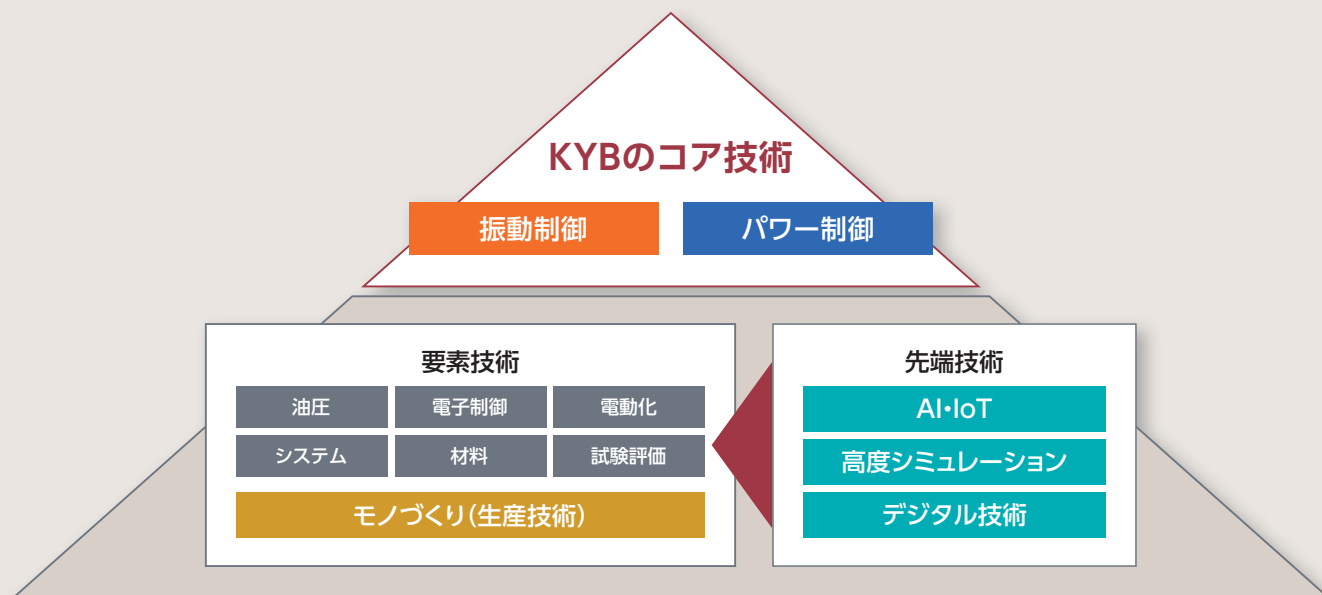 KYBのコア技術
振動制御
パワー制御
要素技術
油圧
電子制御
電動化
システム
材料
試験評価
モノづくり(生産技術)
先端技術
AI・IoT
高度シミュレーション
デジタル技術